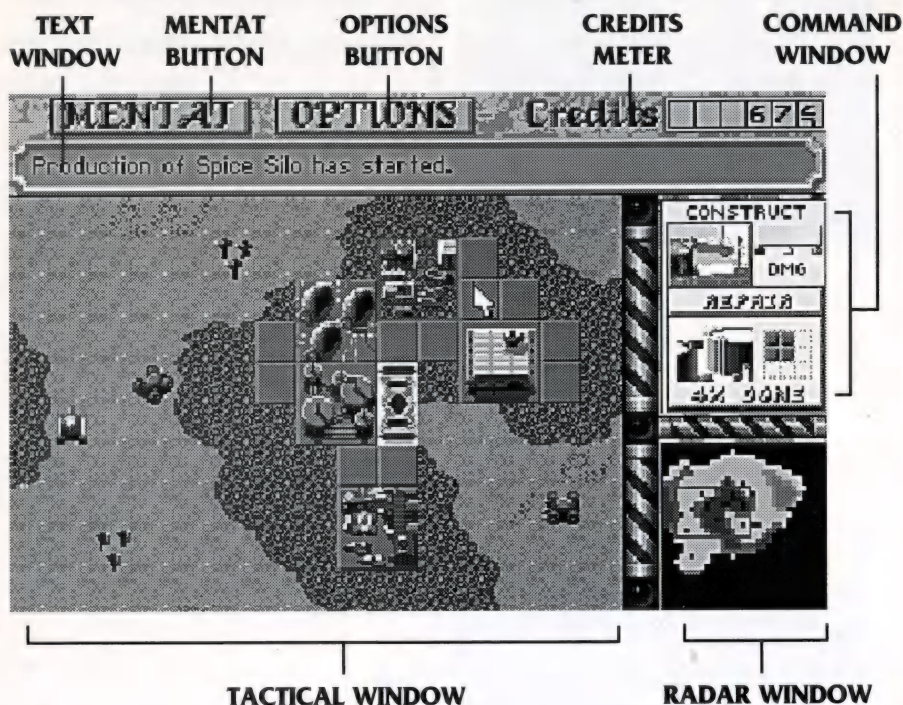 TEXT WINDOW
MENTAT BUTTON
OPTIONS BUTTON
CREDITS METER
COMMAND WINDOW
MENTAT
OPTIONS
Credits
675
Production of Spice Silo has started.
CONSTRUCT
DMG
REPAIR
4% DONE
TACTICAL WINDOW
RADAR WINDOW